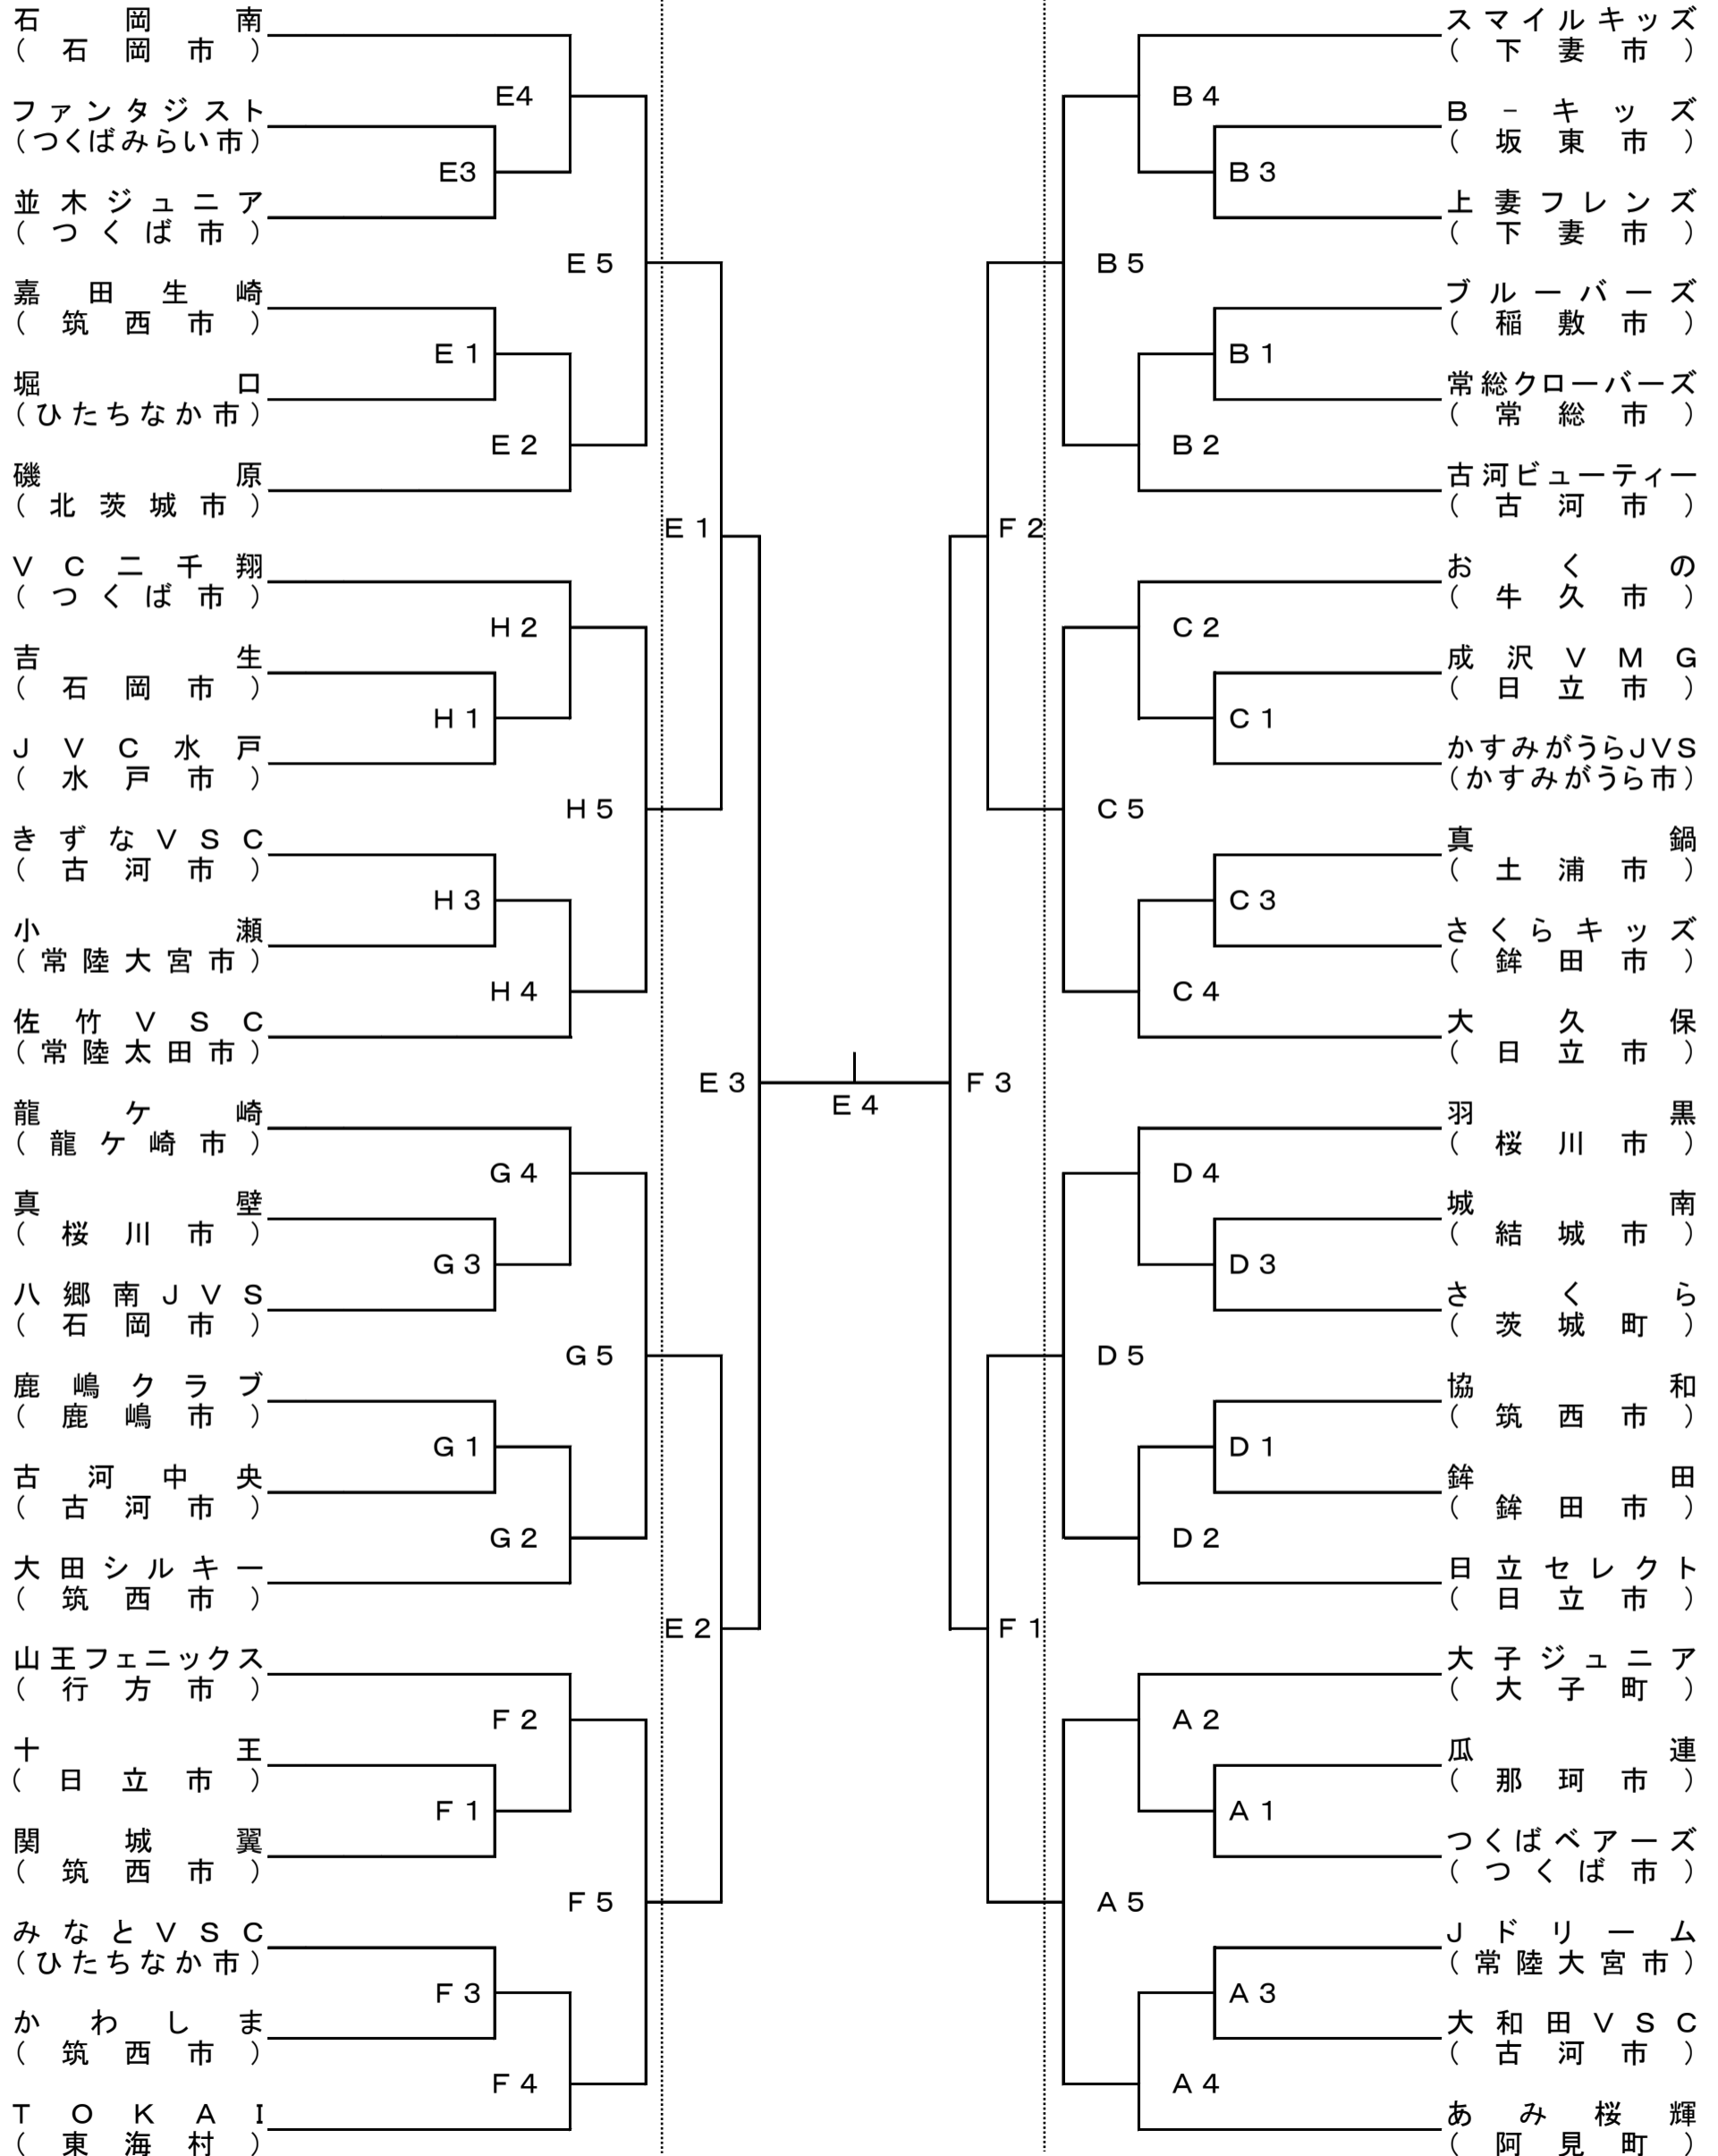 石岡南
(石岡市)
E4
ファンタジスト
(つくばみらい市)
E3
並木ジュニア
(つくば市)
E5
嘉田生崎
(筑西市)
E1
堀口
(ひたちなか市)
E2
磯原
(北茨城市)
E1
VC二千翔
(つくば市)
H2
吉生
(石岡市)
H1
JVC水戸
(水戸市)
H5
きずなVSC
(古河市)
H3
小瀬
(常陸大宮市)
H4
佐竹VSC
(常陸太田市)
E3
龍ケ崎
(龍ケ崎市)
G4
真壁
(桜川市)
G3
八郷南JVS
(石岡市)
G5
鹿嶋クラブ
(鹿嶋市)
G1
古河中央
(古河市)
G2
大田シルキー
(筑西市)
E2
山王フェニックス
(行方市)
F2
十王
(日立市)
F1
関城翼
(筑西市)
F5
みなとVSC
(ひたちなか市)
F3
かわしま
(筑西市)
F4
TOKAI
(東海村)
E4
スマイルキッズ
(下妻市)
B4
B-キッズ
(坂東市)
B3
上妻フレンズ
(下妻市)
B5
ブルーバーズ
(稲敷市)
B1
常総クローバーズ
(常総市)
B2
古河ビューティー
(古河市)
F2
おくの
(牛久市)
C2
成沢VMG
(日立市)
C1
かすみがうらJVS
(かすみがうら市)
C5
真鍋
(土浦市)
C3
さくらキッズ
(鉾田市)
C4
大久保
(日立市)
F3
羽黒
(桜川市)
D4
城南
(結城市)
D3
さくら
(茨城町)
D5
協和
(筑西市)
D1
鉾田
(鉾田市)
D2
日立セレクト
(日立市)
F1
大子ジュニア
(大子町)
A2
瓜連
(那珂市)
A1
つくばベアーズ
(つくば市)
A5
Jドリーム
(常陸大宮市)
A3
大和田VSC
(古河市)
A4
あみ桜輝
(阿見町)